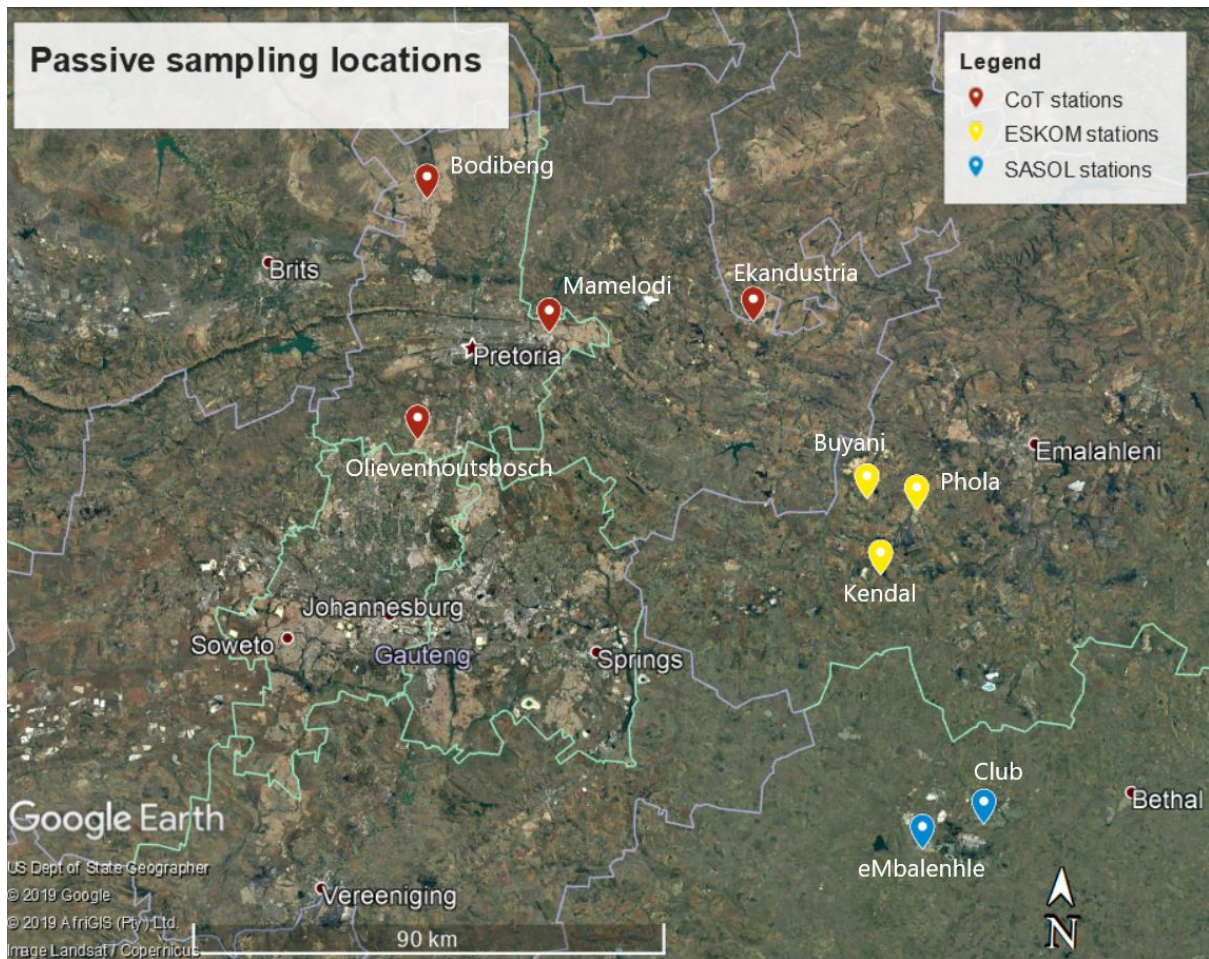 Passive sampling locations
Legend
CoT stations
ESKOM stations
SASOL stations
Bodibeng
Brits
Mamelodi
Ekandustria
Pretoria
Olievenhoutsbosch
Buyani
Emalahleni
Phola
Kendal
Johannesburg
Soweto
Gauteng
Springs
Club
Bethal
Google Earth
eMbalenhle
US Dept of State Geographer
© 2019 Google
Vereeniging
© 2019 AfriGIS (Pty) Ltd.
90 km
N
Image Landsat / Copernicus